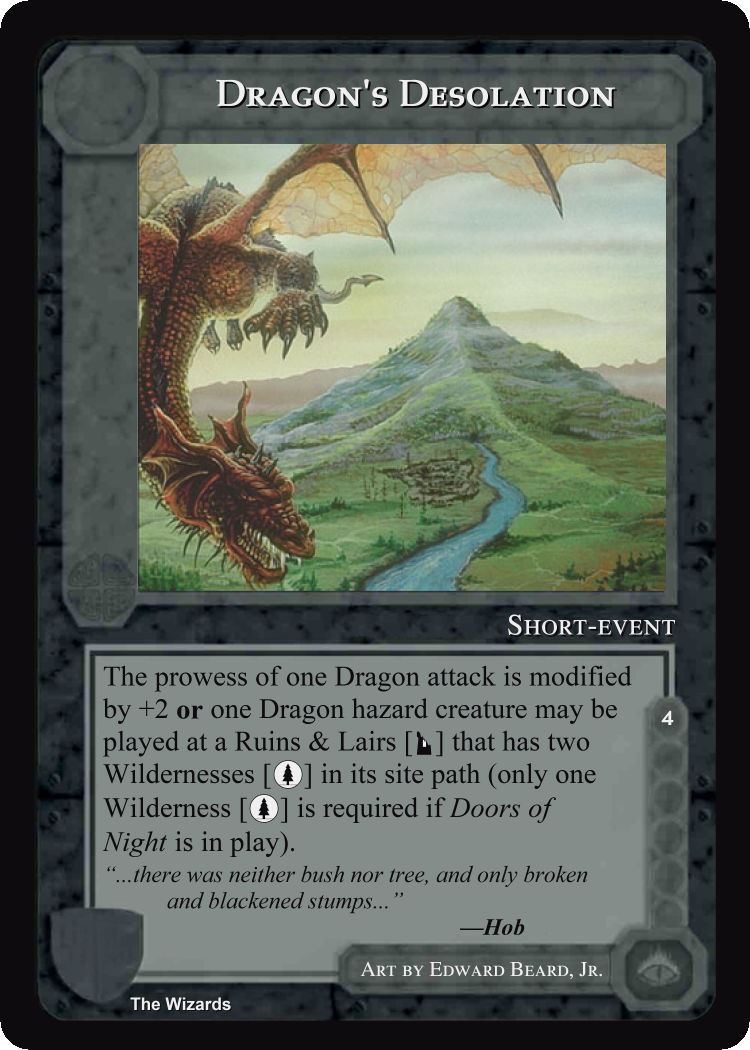 Dragon's Desolation
Short-event
The prowess of one Dragon attack is modified
by +2 or one Dragon hazard creature may be
played at a Ruins & Lairs [ ] that has two
Wildernesses [ ] in its site path (only one
Wilderness [ ] is required if Doors of
Night is in play).
4
“...there was neither bush nor tree, and only broken
and blackened stumps...”
—Hob
Art by Edward Beard, Jr.
The Wizards